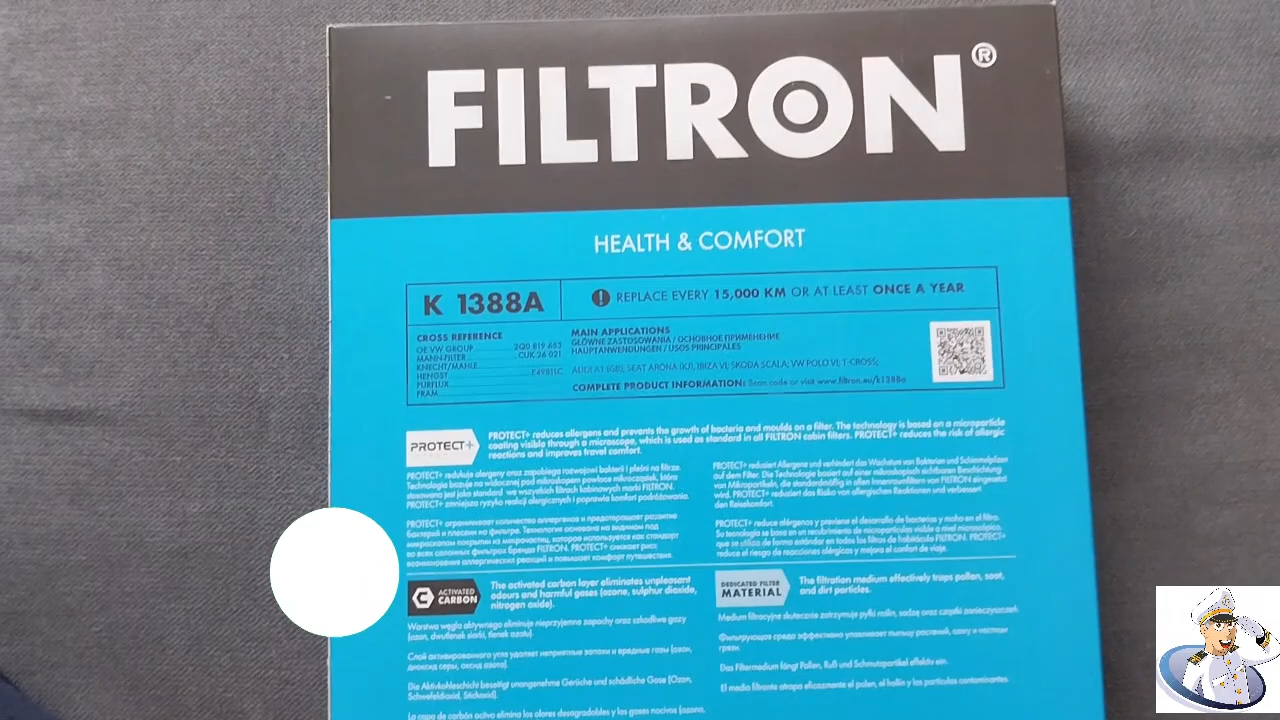 FILTRON®
HEALTH & COMFORT
K 1388A
REPLACE EVERY 15,000 KM OR AT LEAST ONCE A YEAR
CROSS REFERENCE
OE VW GROUP 2Q0 819 653
MANN-FILTER CUK 26 021
KNECHT/MAHLE
HENGST E4981LC
PURFLUX
FRAM
MAIN APPLICATIONS
GŁÓWNE ZASTOSOWANIA / ОСНОВНОЕ ПРИМЕНЕНИЕ
HAUPTANWENDUNGEN / USOS PRINCIPALES
AUDI A1 (GB); SEAT ARONA (KJ), IBIZA VI; SKODA SCALA; VW POLO VI, T-CROSS;
COMPLETE PRODUCT INFORMATION: Scan code or visit www.filtron.eu/k1388a
PROTECT+
PROTECT+ reduces allergens and prevents the growth of bacteria and moulds on a filter. The technology is based on a microparticle
coating visible through a microscope, which is used as standard in all FILTRON cabin filters. PROTECT+ reduces the risk of allergic
reactions and improves travel comfort.
PROTECT+ redukuje alergeny oraz zapobiega rozwojowi bakterii i pleśni na filtrze.
Technologia bazuje na widocznej pod mikroskopem powłoce mikrocząstek, która
stosowana jest jako standard we wszystkich filtrach kabinowych marki FILTRON.
PROTECT+ zmniejsza ryzyko reakcji alergicznych i poprawia komfort podróżowania.
PROTECT+ ограничивает количество аллергенов и предотвращает развитие
бактерий и плесени на фильтре. Технология основана на видимом под
микроскопом покрытии из микрочастиц, которое используется как стандарт
во всех салонных фильтрах бренда FILTRON. PROTECT+ снижает риск
возникновения аллергических реакций и повышает комфорт путешествия.
PROTECT+ reduziert Allergene und verhindert das Wachstum von Bakterien und Schimmelpilzen
auf dem Filter. Die Technologie basiert auf einer mikroskopisch sichtbaren Beschichtung
von Mikropartikeln, die standardmäßig in allen Innenraumfiltern von FILTRON eingesetzt
wird. PROTECT+ reduziert das Risiko von allergischen Reaktionen und verbessert
den Reisekomfort.
PROTECT+ reduce alérgenos y previene el desarrollo de bacterias y moho en el filtro.
Su tecnología se basa en un recubrimiento de micropartículas visible a nivel microscópico,
que se utiliza de forma estándar en todos los filtros de habitáculo FILTRON. PROTECT+
reduce el riesgo de reacciones alérgicas y mejora el confort de viaje.
C ACTIVATED
CARBON
The activated carbon layer eliminates unpleasant
odours and harmful gases (ozone, sulphur dioxide,
nitrogen oxide).
Warstwa węgla aktywnego eliminuje nieprzyjemne zapachy oraz szkodliwe gazy
(ozon, dwutlenek siarki, tlenek azotu).
Слой активированного угля удаляет неприятные запахи и вредные газы (озон,
диоксид серы, оксид азота).
Die Aktivkohleschicht beseitigt unangenehme Gerüche und schädliche Gase (Ozon,
Schwefeldioxid, Stickoxid).
La capa de carbón activo elimina los olores desagradables y los gases nocivos (ozono,
DEDICATED FILTER
MATERIAL
The filtration medium effectively traps pollen, soot,
and dirt particles.
Medium filtracyjne skutecznie zatrzymuje pyłki roślin, sadzę oraz cząstki zanieczyszczeń.
Фильтрующая среда эффективно улавливает пыльцу растений, сажу и частицы
грязи.
Das Filtermedium fängt Pollen, Ruß und Schmutzpartikel effektiv ein.
El medio filtrante atrapa eficazmente el polen, el hollín y las partículas contaminantes.